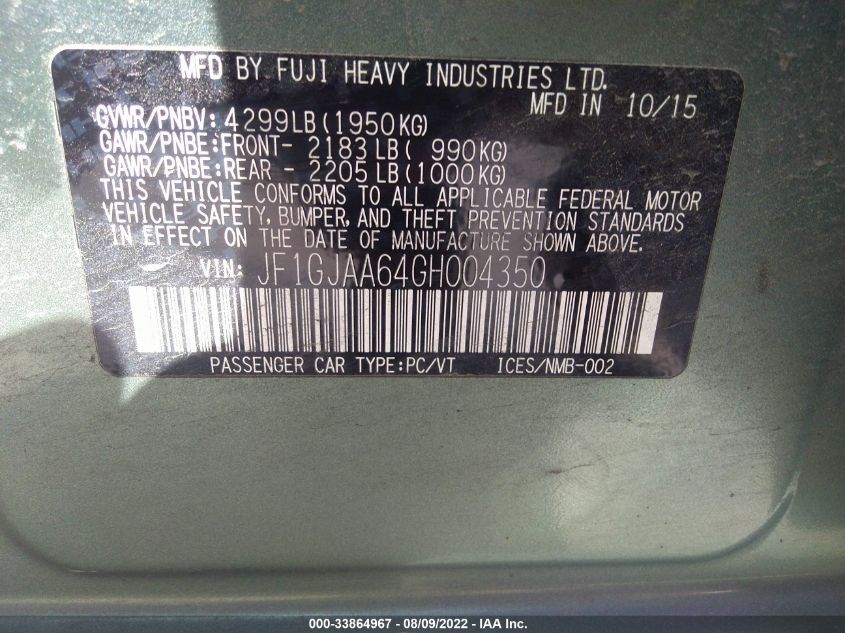 MFD BY FUJI HEAVY INDUSTRIES LTD.
MFD IN 10/15
GVWR/PNBV: 4299LB(1950KG)
GAWR/PNBE:FRONT- 2183LB( 990KG)
GAWR/PNBE:REAR - 2205LB(1000KG)
THIS VEHICLE CONFORMS TO ALL APPLICABLE FEDERAL MOTOR
VEHICLE SAFETY, BUMPER, AND THEFT PREVENTION STANDARDS
IN EFFECT ON THE DATE OF MANUFACTURE SHOWN ABOVE.
VIN: JF1GJAA64GH004350
PASSENGER CAR TYPE:PC/VT ICES/NMB-002
000-33864967 - 08/09/2022 - IAA Inc.